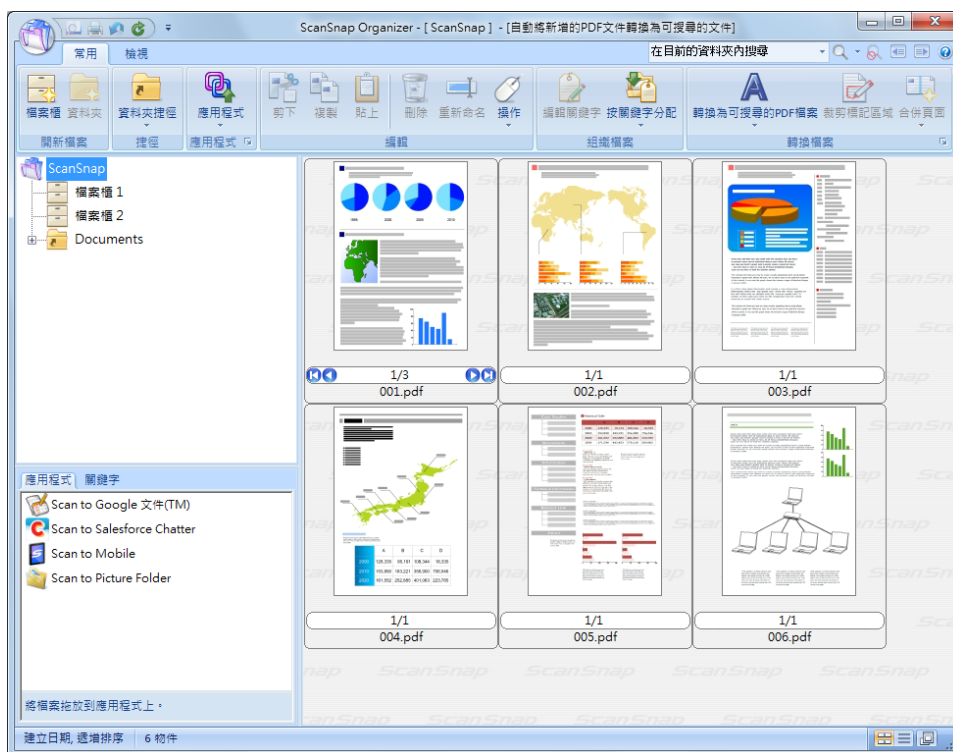 ScanSnap Organizer - [ ScanSnap ] - [自動將新增的PDF文件轉換為可搜尋的文件]
常用 檢視
在目前的資料夾內搜尋
檔案櫃 資料夾 資料夾捷徑 應用程式 剪下 複製 貼上 刪除 重新命名 操作 編輯關鍵字 按關鍵字分配 轉換為可搜尋的PDF檔案 裁剪標記區域 合併頁面
開新檔案 捷徑 應用程式 編輯 組織檔案 轉換檔案
ScanSnap
檔案櫃 1
檔案櫃 2
Documents
1/3 1/1 1/1
001.pdf 002.pdf 003.pdf
1/1 1/1 1/1
004.pdf 005.pdf 006.pdf
應用程式 關鍵字
Scan to Google 文件(TM)
Scan to Salesforce Chatter
Scan to Mobile
Scan to Picture Folder
將檔案拖放到應用程式上。
建立日期, 遞增排序 6 物件